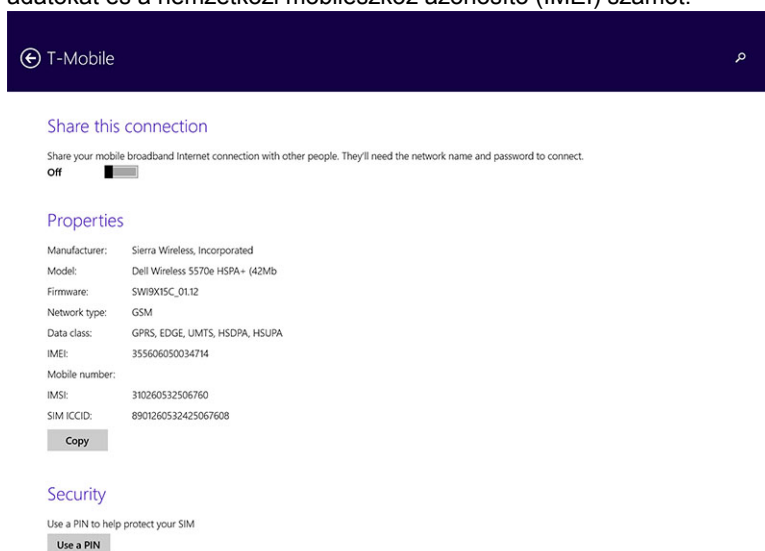 adatokat és a nemzetközi mobileszköz azonosító (IMEI) számot.
T-Mobile
Share this connection
Share your mobile broadband Internet connection with other people. They'll need the network name and password to connect.
Off
Properties
Manufacturer: Sierra Wireless, Incorporated
Model: Dell Wireless 5570e HSPA+ (42Mb
Firmware: SWI9X15C_01.12
Network type: GSM
Data class: GPRS, EDGE, UMTS, HSDPA, HSUPA
IMEI: 355606050034714
Mobile number:
IMSI: 310260532506760
SIM ICCID: 8901260532425067608
Copy
Security
Use a PIN to help protect your SIM
Use a PIN